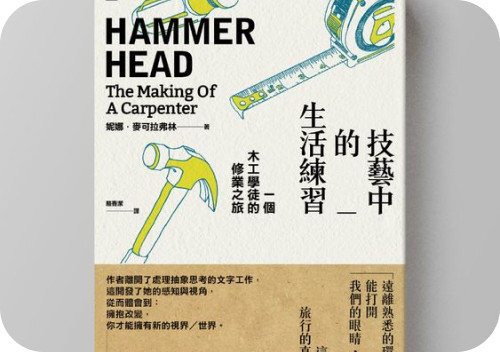 HAMMER
HEAD
The Making Of
A Carpenter
妮娜・麥可拉弗林——著
技藝中
的
生活練習
一個
木工學徒的
修業之旅
——譯
作者離開了處理抽象思考的文字工作，
這開發了她的感知與視角，
從而體會到：
擁抱改變，
你才能擁有新的視界／世界。
「遠離熟悉的環
能打開
我們的眼睛，
這
旅行的真